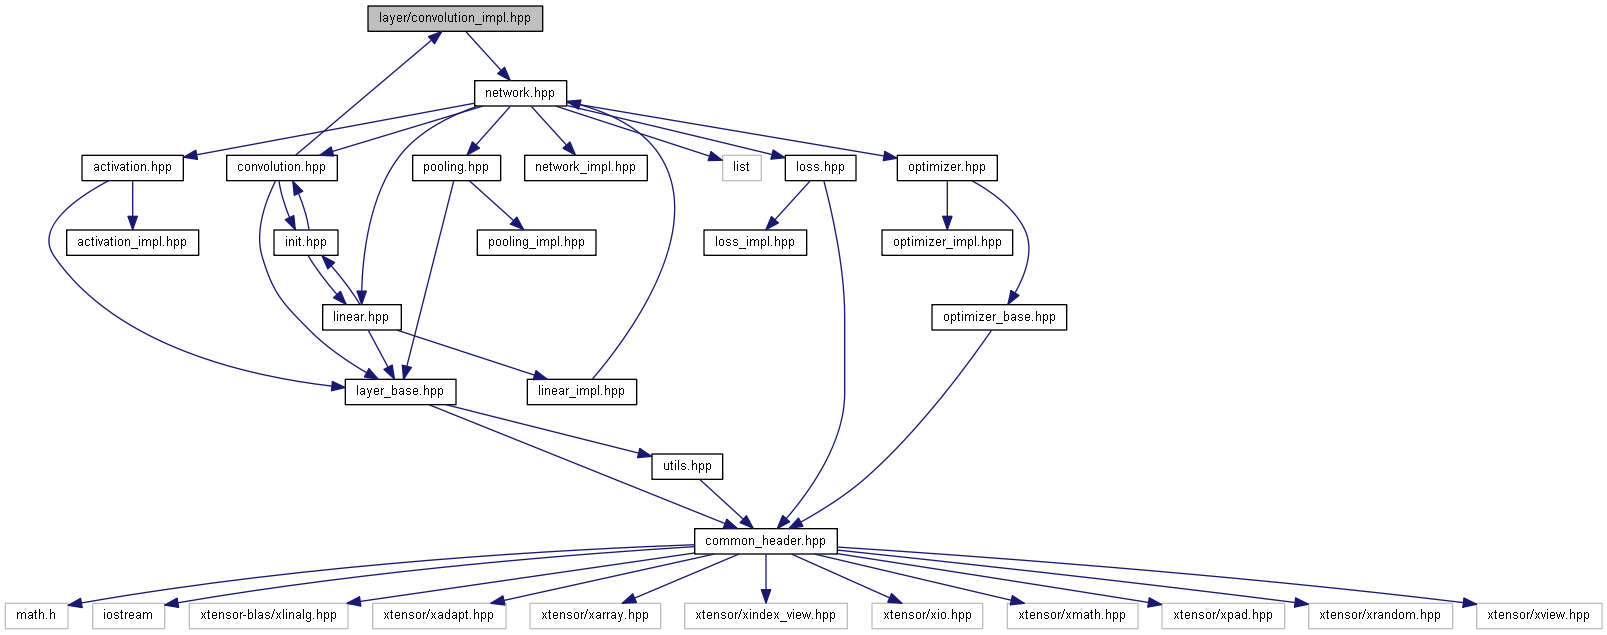 layer/convolution_impl.hpp
network.hpp
activation.hpp
convolution.hpp
pooling.hpp
network_impl.hpp
list
loss.hpp
optimizer.hpp
activation_impl.hpp
init.hpp
pooling_impl.hpp
loss_impl.hpp
optimizer_impl.hpp
linear.hpp
optimizer_base.hpp
layer_base.hpp
linear_impl.hpp
utils.hpp
common_header.hpp
math.h
iostream
xtensor-blas/xlinalg.hpp
xtensor/xadapt.hpp
xtensor/xarray.hpp
xtensor/xindex_view.hpp
xtensor/xio.hpp
xtensor/xmath.hpp
xtensor/xpad.hpp
xtensor/xrandom.hpp
xtensor/xview.hpp